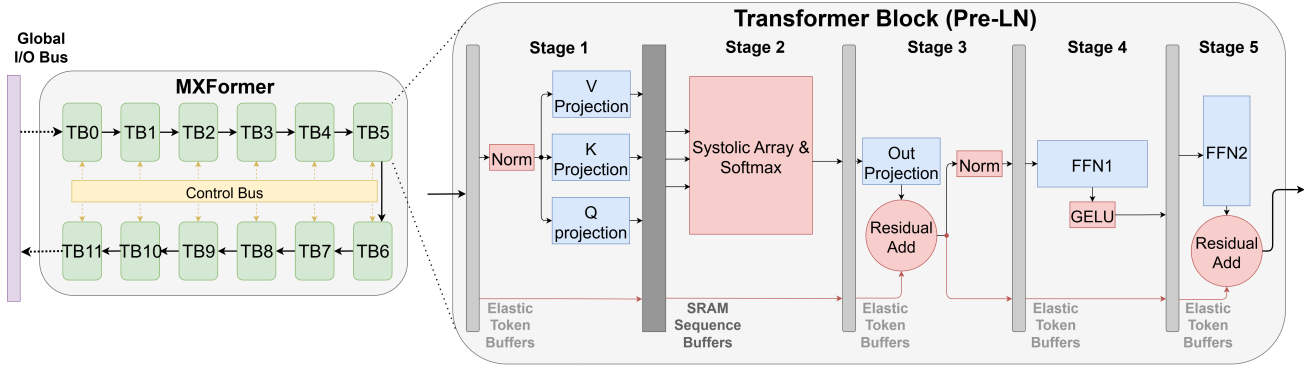 Global
I/O Bus
MXFormer
TB0
TB1
TB2
TB3
TB4
TB5
Control Bus
TB11
TB10
TB9
TB8
TB7
TB6
Transformer Block (Pre-LN)
Stage 1
Stage 2
Stage 3
Stage 4
Stage 5
Norm
V
Projection
K
Projection
Q
projection
Systolic Array &
Softmax
Out
Projection
Residual
Add
Norm
FFN1
GELU
FFN2
Residual
Add
Elastic
Token
Buffers
SRAM
Sequence
Buffers
Elastic
Token
Buffers
Elastic
Token
Buffers
Elastic
Token
Buffers